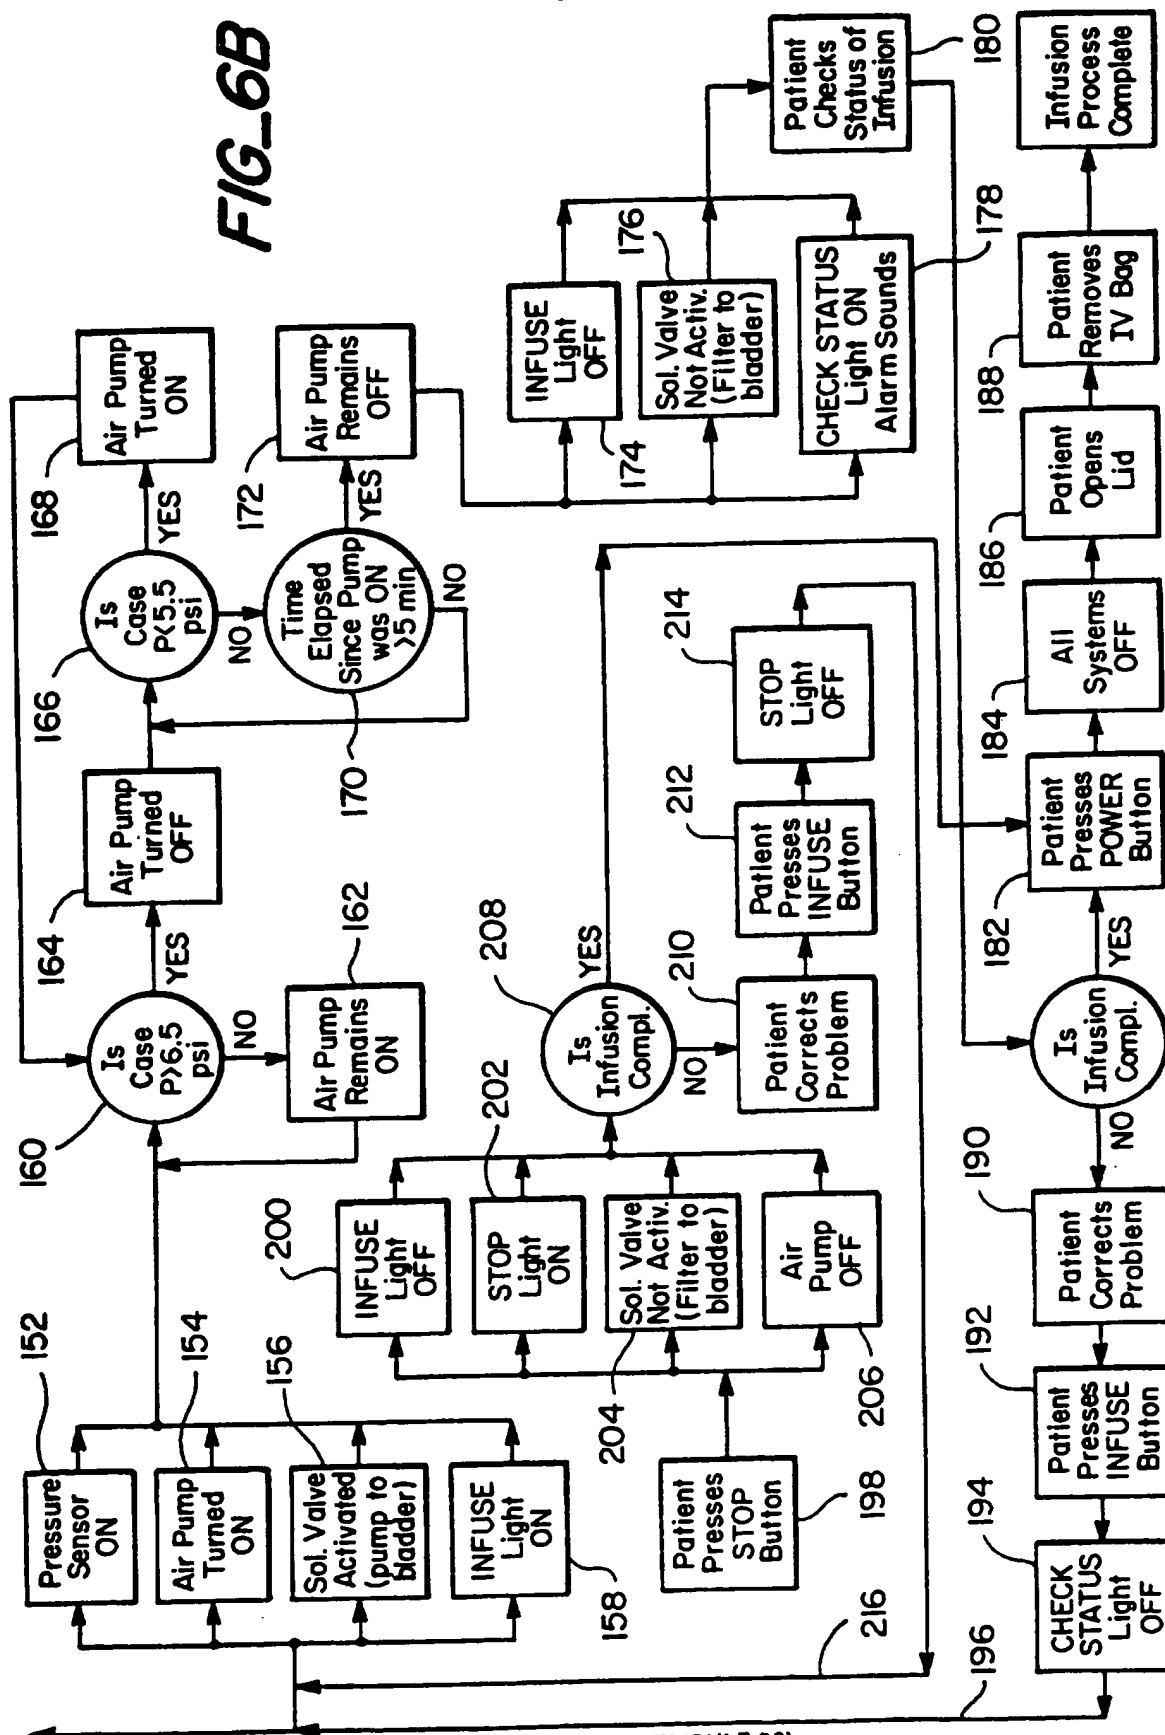 FIG_6B
152
Pressure
Sensor
ON
154
Air Pump
Turned
ON
156
Sol. Valve
Activated
(pump to
bladder)
INFUSE
Light
ON
158
160
Is
Case
P>6.5
psi
YES
NO
162
Air Pump
Remains
ON
164
Air Pump
Turned
OFF
166
Is
Case
P<5.5
psi
YES
NO
168
Air Pump
Turned
ON
170
Time
Elapsed
Since Pump
was ON
>5 min
YES
NO
172
Air Pump
Remains
OFF
174
INFUSE
Light
OFF
176
Sol. Valve
Not Activ.
(Filter to
bladder)
CHECK STATUS
Light ON
Alarm Sounds
178
Patient
Checks
Status of
Infusion
180
198
Patient
Presses
STOP
Button
200
INFUSE
Light
OFF
202
STOP
Light
ON
204
Sol. Valve
Not Activ.
(Filter to
bladder)
Air
Pump
OFF
206
208
Is
Infusion
Compl.
YES
NO
210
Patient
Corrects
Problem
212
Patient
Presses
INFUSE
Button
214
STOP
Light
OFF
216
196
194
CHECK
STATUS
Light
OFF
192
Patient
Presses
INFUSE
Button
190
Patient
Corrects
Problem
NO
Is
Infusion
Compl.
YES
182
Patient
Presses
POWER
Button
184
All
Systems
OFF
186
Patient
Opens
Lid
188
Patient
Removes
IV Bag
Infusion
Process
Complete